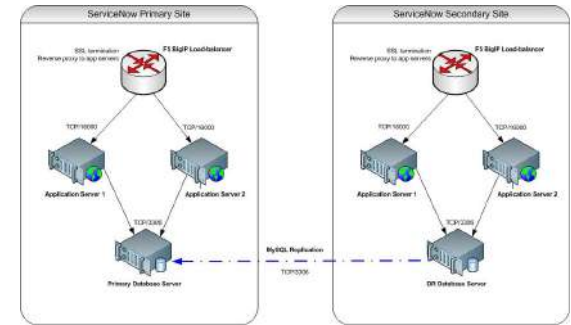 ServiceNow Primary Site
SSL termination
Reverse proxy to app servers
F5 BigIP Load-balancer
TCP/16000
TCP/16000
Application Server 1
Application Server 2
TCP/3306
Primary Database Server
MySQL Replication
TCP/3306
ServiceNow Secondary Site
SSL termination
Reverse proxy to app servers
F5 BigIP Load-balancer
TCP/16000
TCP/16000
Application Server 1
Application Server 2
TCP/3306
DR Database Server